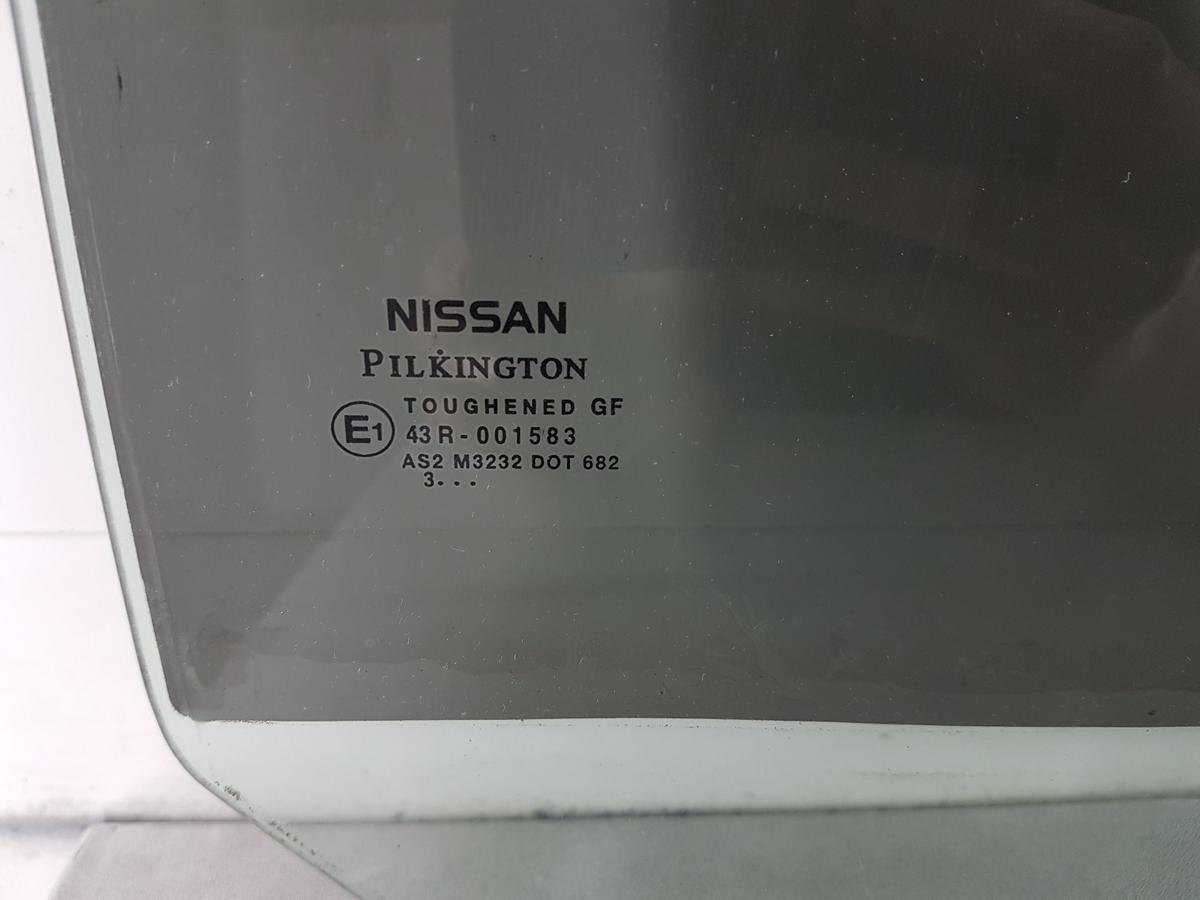 NISSAN
PILKINGTON
TOUGHENED GF
E1 43R-001583
AS2 M3232 DOT 682
3...